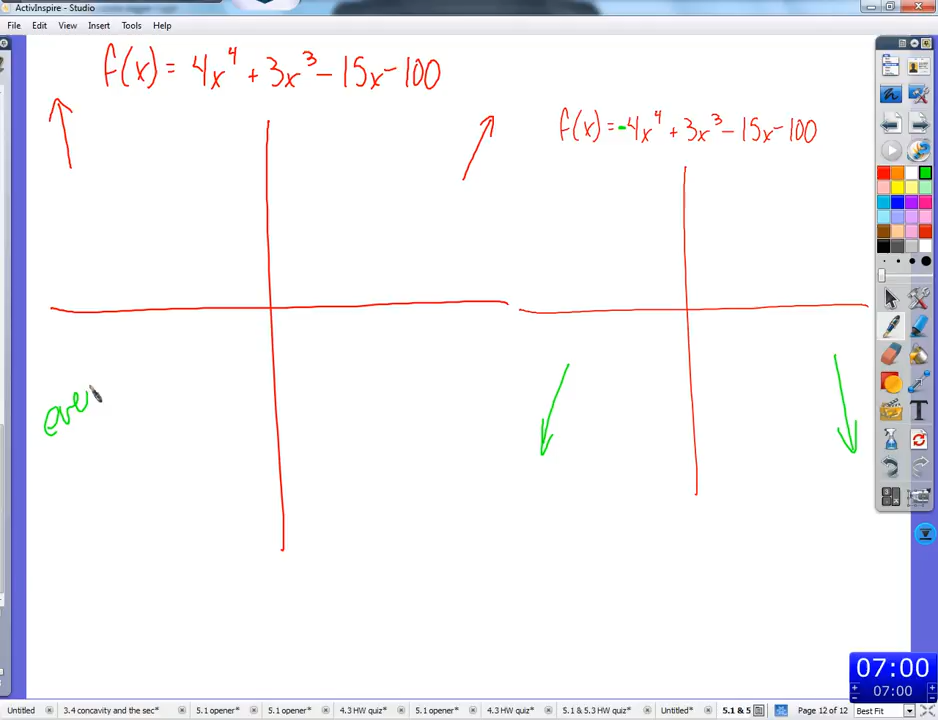 ActivInspire - Studio
File Edit View Insert Tools Help
f(x) = 4x⁴ + 3x³ - 15x - 100
f(x) = -4x⁴ + 3x³ - 15x - 100
eve
07:00
07:00
Untitled 3.4 concavity and the sec* 5.1 opener* 5.1 opener* 4.3 HW quiz* 5.1 opener* 4.3 HW quiz* 5.1 & 5.3 HW quiz* Untitled* 5.1 & 5 Page 12 of 12 Best Fit